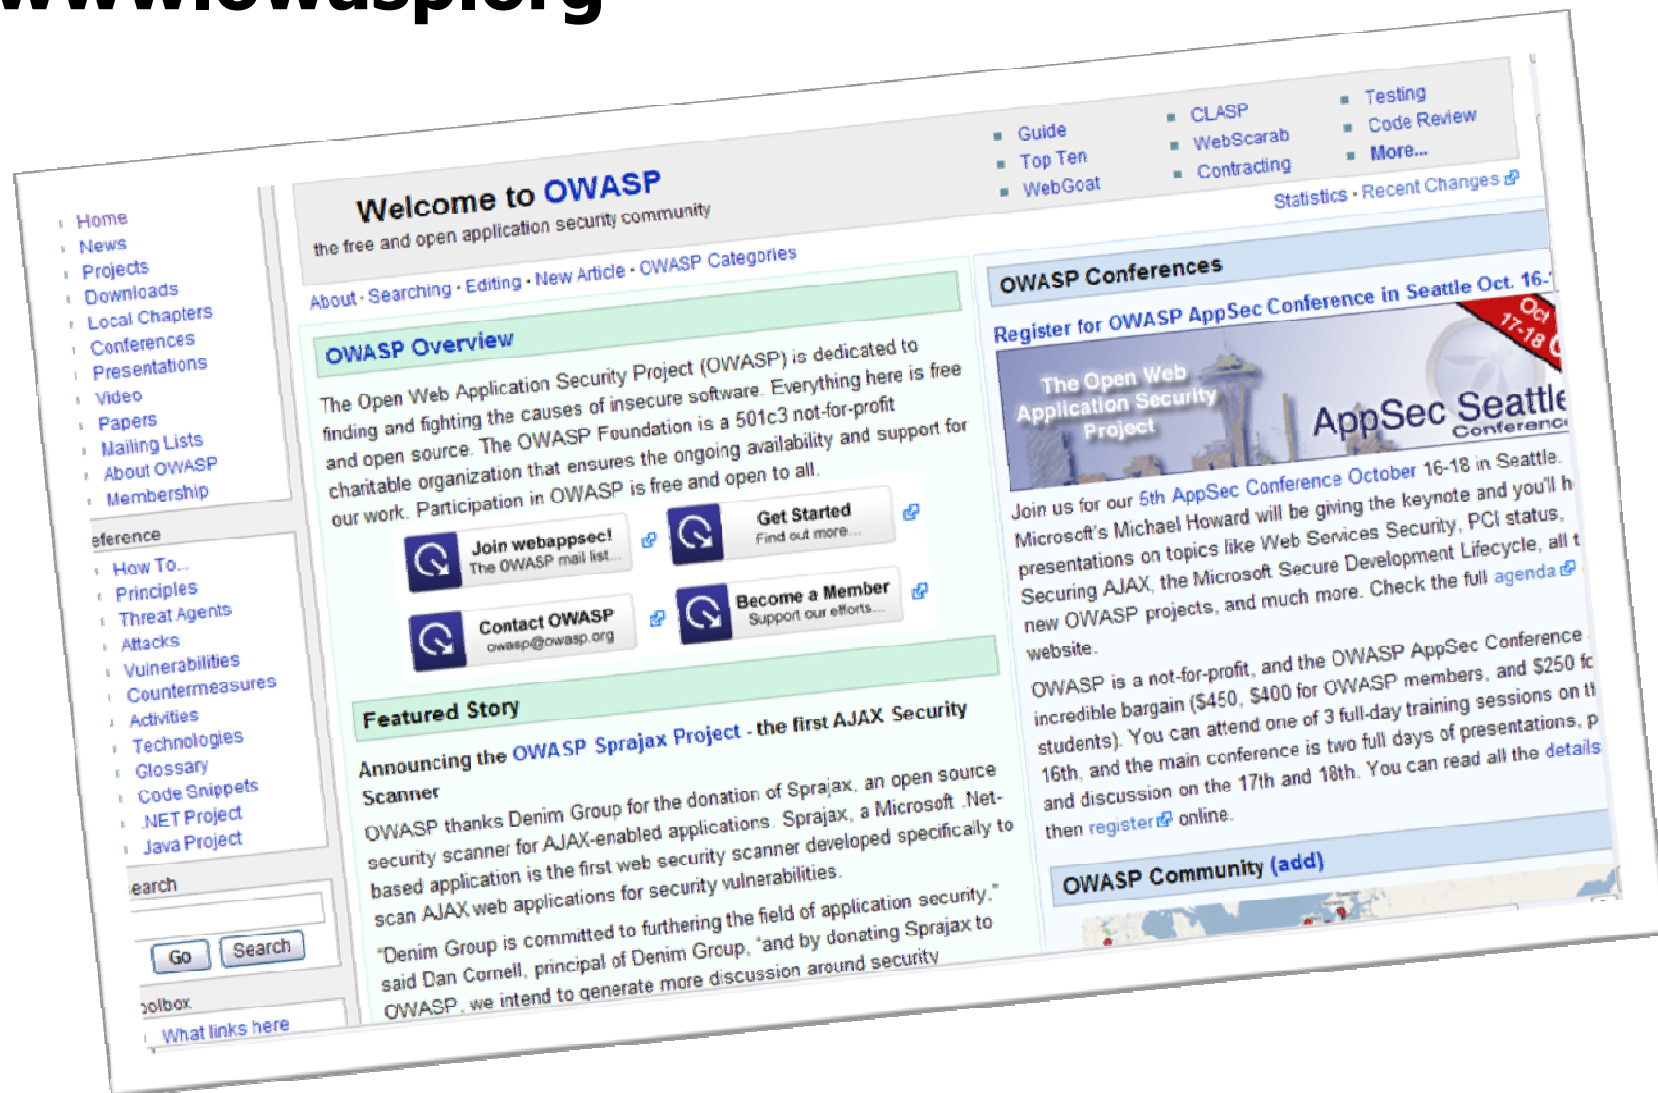 www.owasp.org
Home
News
Projects
Downloads
Local Chapters
Conferences
Presentations
Video
Papers
Mailing Lists
About OWASP
Membership
eference
How To...
Principles
Threat Agents
Attacks
Vulnerabilities
Countermeasures
Activities
Technologies
Glossary
Code Snippets
.NET Project
Java Project
earch
Go
Search
oolbox
What links here
Welcome to OWASP
the free and open application security community
Guide
Top Ten
WebGoat
CLASP
WebScarab
Contracting
Testing
Code Review
More...
Statistics · Recent Changes
About · Searching · Editing · New Article · OWASP Categories
OWASP Overview
The Open Web Application Security Project (OWASP) is dedicated to
finding and fighting the causes of insecure software. Everything here is free
and open source. The OWASP Foundation is a 501c3 not-for-profit
charitable organization that ensures the ongoing availability and support for
our work. Participation in OWASP is free and open to all.
Join webappsec!
The OWASP mail list...
Get Started
Find out more...
Contact OWASP
owasp@owasp.org
Become a Member
Support our efforts...
Featured Story
Announcing the OWASP Sprajax Project - the first AJAX Security
Scanner
OWASP thanks Denim Group for the donation of Sprajax, an open source
security scanner for AJAX-enabled applications. Sprajax, a Microsoft .Net-
based application is the first web security scanner developed specifically to
scan AJAX web applications for security vulnerabilities.
"Denim Group is committed to furthering the field of application security,"
said Dan Cornell, principal of Denim Group, "and by donating Sprajax to
OWASP, we intend to generate more discussion around security
OWASP Conferences
Register for OWASP AppSec Conference in Seattle Oct. 16-
The Open Web
Application Security
Project
AppSec Seattle
Conference
Oct
17-18
Join us for our 5th AppSec Conference October 16-18 in Seattle.
Microsoft's Michael Howard will be giving the keynote and you'll h
presentations on topics like Web Services Security, PCI status,
Securing AJAX, the Microsoft Secure Development Lifecycle, all t
new OWASP projects, and much more. Check the full agenda
website.
OWASP is a not-for-profit, and the OWASP AppSec Conference
incredible bargain ($450, $400 for OWASP members, and $250 fo
students). You can attend one of 3 full-day training sessions on th
16th, and the main conference is two full days of presentations, p
and discussion on the 17th and 18th. You can read all the details
then register online.
OWASP Community (add)